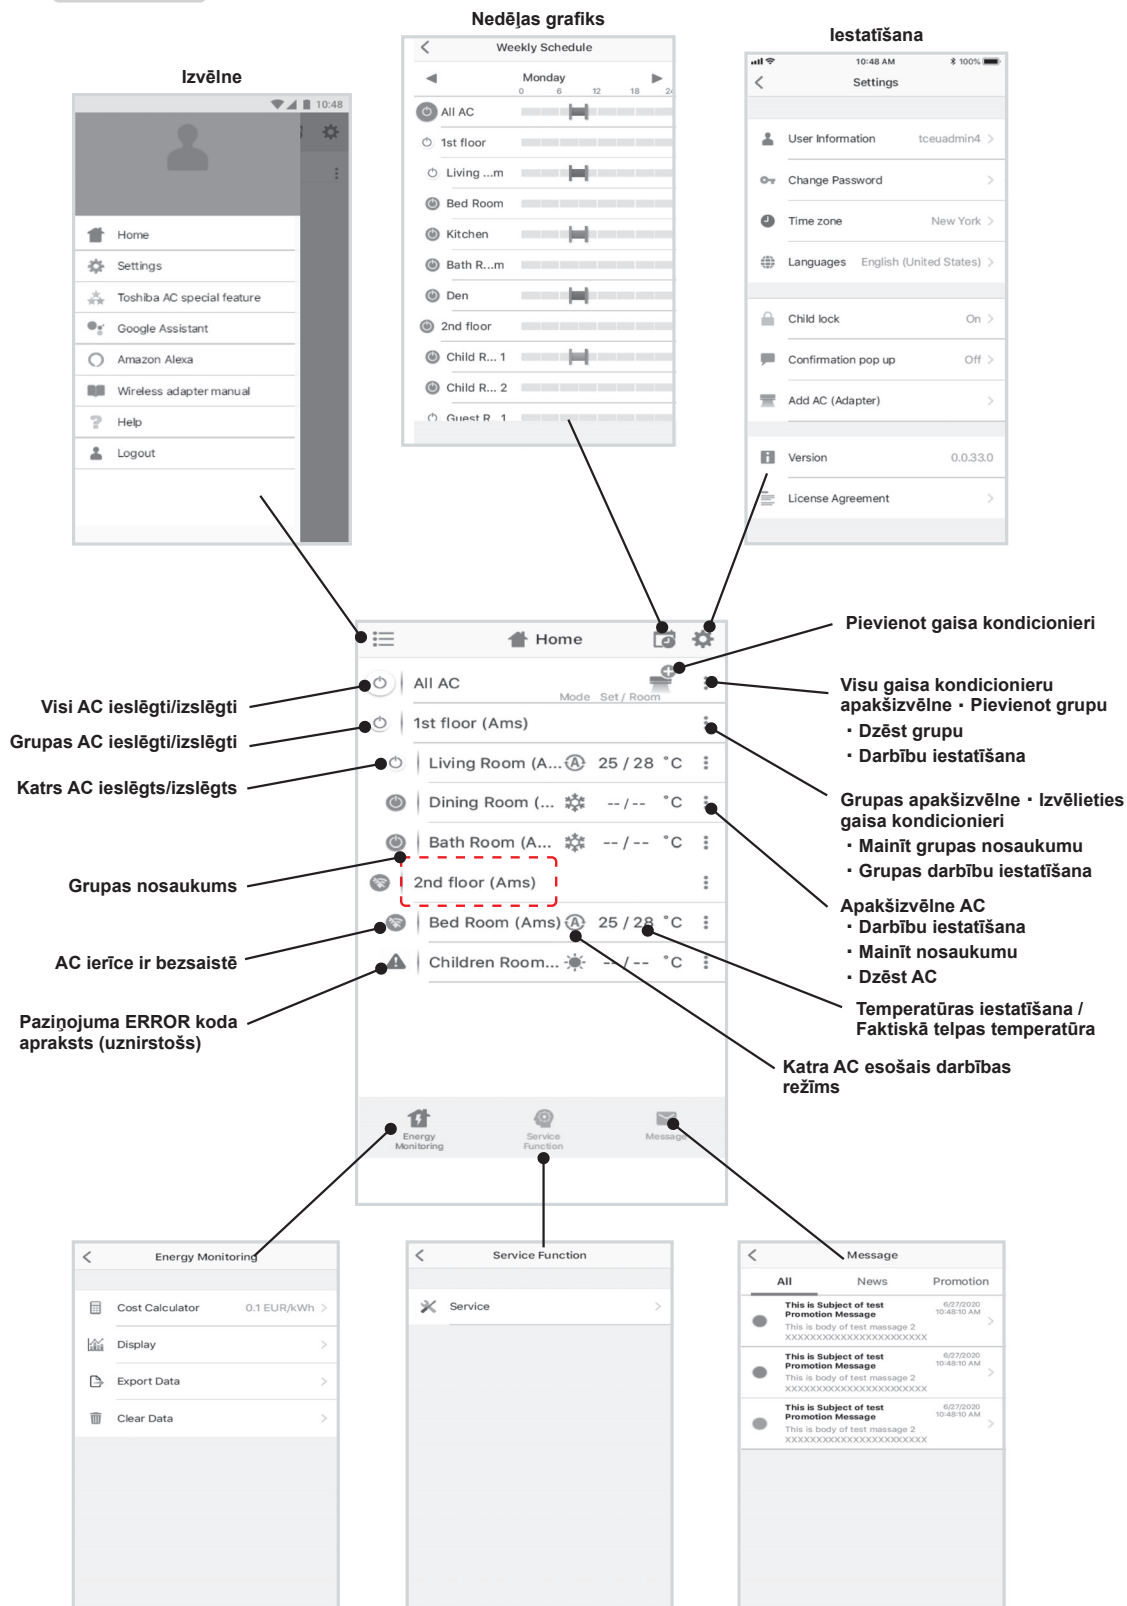 Nedēļas grafiks
Weekly Schedule
Monday
0 6 12 18 24
All AC
1st floor
Living ...m
Bed Room
Kitchen
Bath R...m
Den
2nd floor
Child R... 1
Child R... 2
Guest R 1
Iestatīšana
10:48 AM 100%
Settings
User Information tceuadmin4
Change Password
Time zone New York
Languages English (United States)
Child lock On
Confirmation pop up Off
Add AC (Adapter)
Version 0.0.33.0
License Agreement
Izvēlne
10:48
Home
Settings
Toshiba AC special feature
Google Assistant
Amazon Alexa
Wireless adapter manual
Help
Logout
Home
All AC
Mode Set / Room
1st floor (Ams)
Living Room (A... A 25 / 28 °C
Dining Room (... -- / -- °C
Bath Room (A... -- / -- °C
2nd floor (Ams)
Bed Room (Ams) A 25 / 28 °C
Children Room... -- / -- °C
Energy
Monitoring
Service
Function
Message
Visi AC ieslēgti/izslēgti
Grupas AC ieslēgti/izslēgti
Katrs AC ieslēgts/izslēgts
Grupas nosaukums
AC ierīce ir bezsaistē
Paziņojuma ERROR koda
apraksts (uznirstošs)
Pievienot gaisa kondicionieri
Visu gaisa kondicionieru
apakšizvēlne・Pievienot grupu
・Dzēst grupu
・Darbību iestatīšana
Grupas apakšizvēlne・Izvēlieties
gaisa kondicionieri
・Mainīt grupas nosaukumu
・Grupas darbību iestatīšana
Apakšizvēlne AC
・Darbību iestatīšana
・Mainīt nosaukumu
・Dzēst AC
Temperatūras iestatīšana /
Faktiskā telpas temperatūra
Katra AC esošais darbības
režīms
Energy Monitoring
Cost Calculator 0.1 EUR/kWh
Display
Export Data
Clear Data
Service Function
Service
Message
All News Promotion
This is Subject of test 6/27/2020
Promotion Message 10:48:10 AM
This is body of test massage 2
XXXXXXXXXXXXXXXXXXXXXXX
This is Subject of test 6/27/2020
Promotion Message 10:48:10 AM
This is body of test massage 2
XXXXXXXXXXXXXXXXXXXXXXX
This is Subject of test 6/27/2020
Promotion Message 10:48:10 AM
This is body of test massage 2
XXXXXXXXXXXXXXXXXXXXXXX